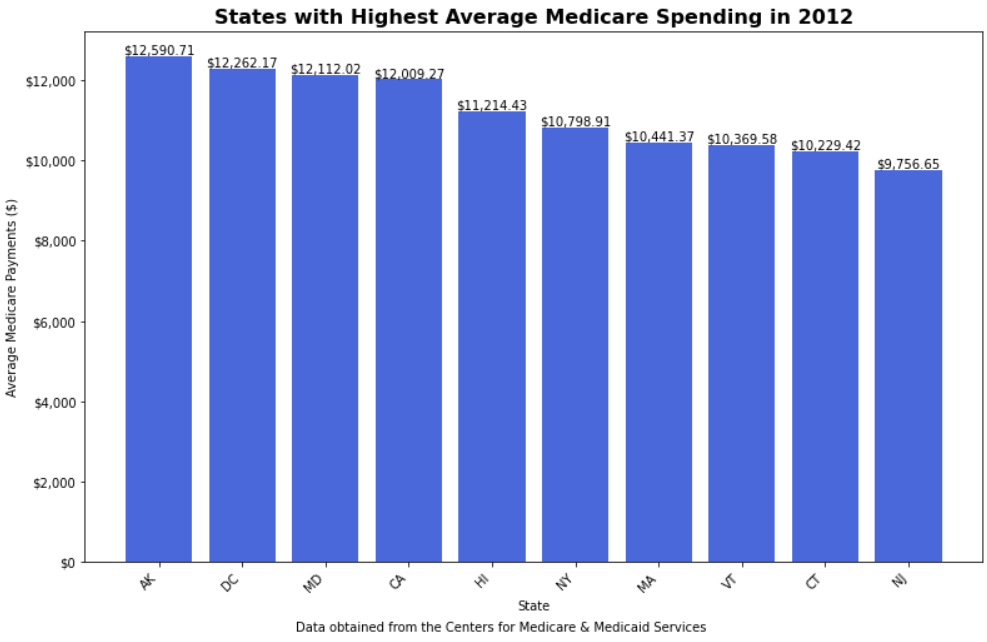 States with Highest Average Medicare Spending in 2012
$12,590.71
$12,262.17
$12,112.02
$12,009.27
$11,214.43
$10,798.91
$10,441.37
$10,369.58
$10,229.42
$9,756.65
Average Medicare Payments ($)
$12,000
$10,000
$8,000
$6,000
$4,000
$2,000
$0
AK
DC
MD
CA
HI
NY
MA
VT
CT
NJ
State
Data obtained from the Centers for Medicare & Medicaid Services